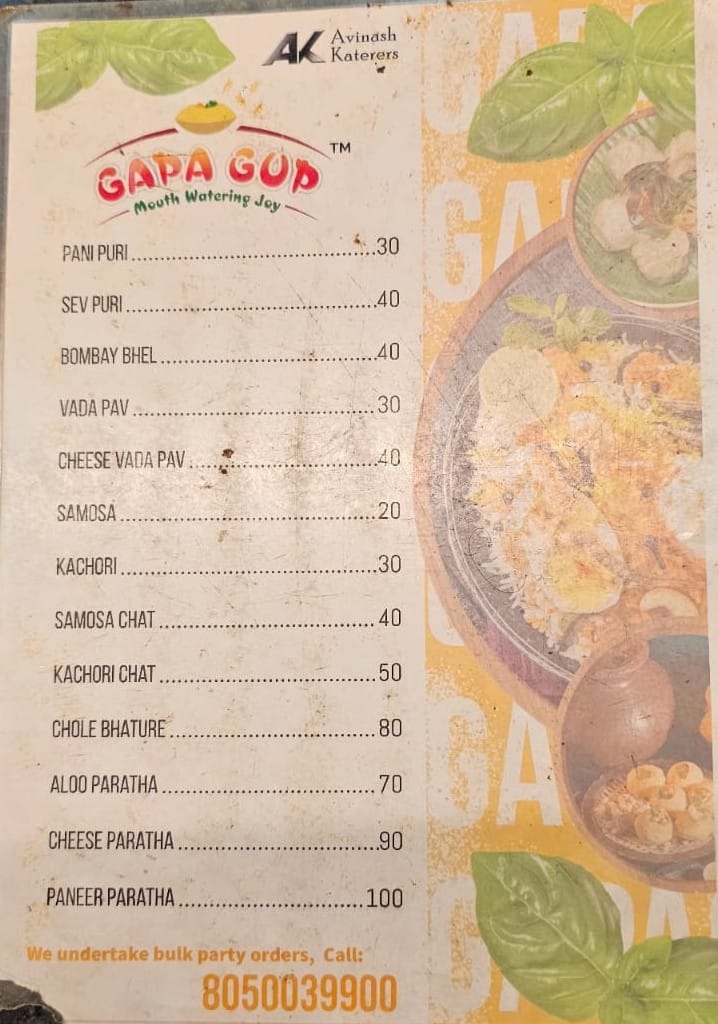 AK Avinash
Katerers
GAPA GUP™
Mouth Watering Joy
PANI PURI..............................30
SEV PURI..............................40
BOMBAY BHEL..............................40
VADA PAV..............................30
CHEESE VADA PAV..............................40
SAMOSA..............................20
KACHORI..............................30
SAMOSA CHAT..............................40
KACHORI CHAT..............................50
CHOLE BHATURE..............................80
ALOO PARATHA..............................70
CHEESE PARATHA..............................90
PANEER PARATHA..............................100
We undertake bulk party orders, Call:
8050039900